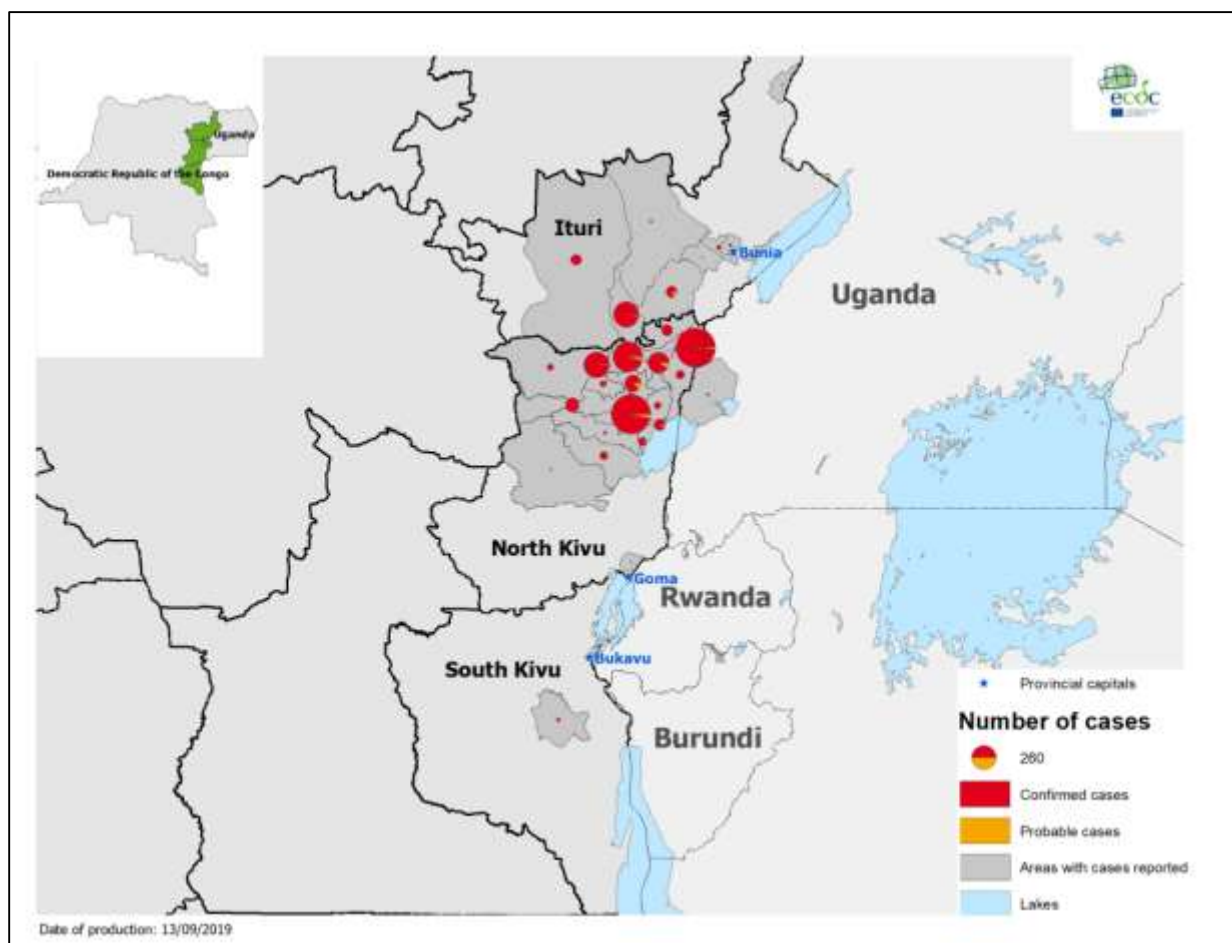 Uganda
Democratic Republic of the Congo
ecdc
Ituri
Bunia
Uganda
North Kivu
Goma
Rwanda
South Kivu
Bukavu
Burundi
Provincial capitals
Number of cases
260
Confirmed cases
Probable cases
Areas with cases reported
Lakes
Date of production: 13/09/2019